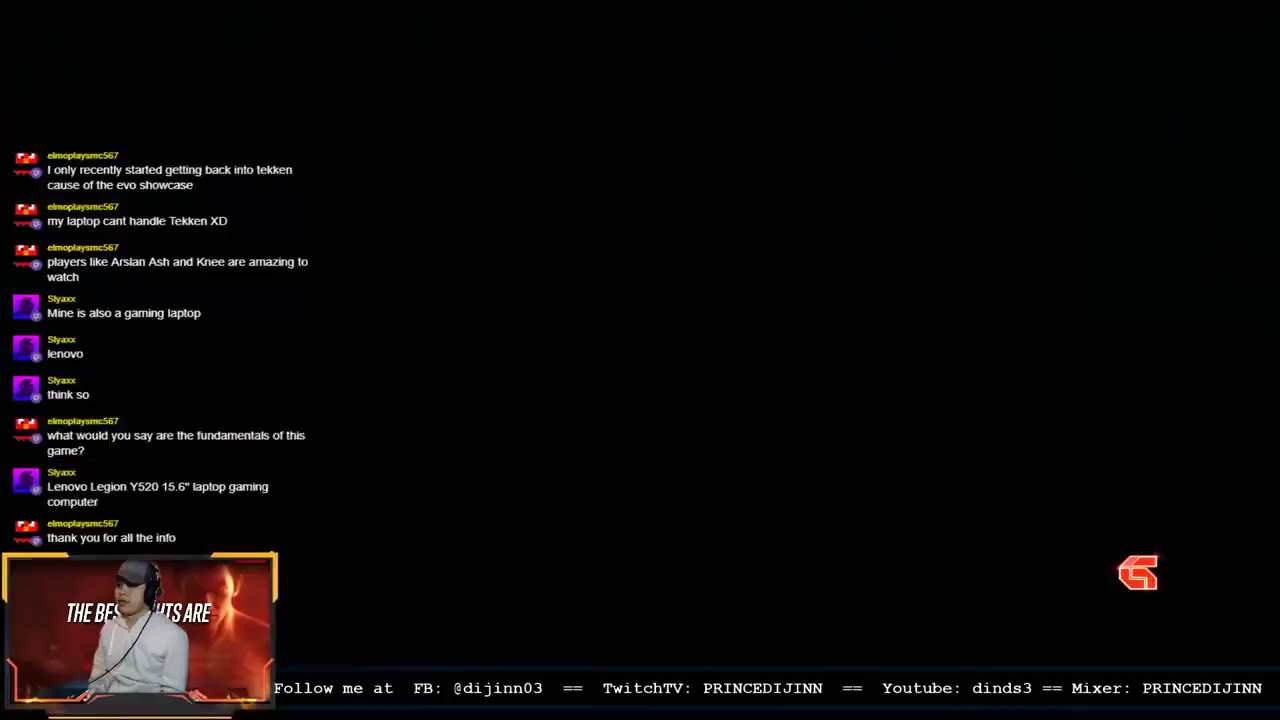 elmoplaysmc567
I only recently started getting back into tekken
cause of the evo showcase
elmoplaysmc567
my laptop cant handle Tekken XD
elmoplaysmc567
players like Arslan Ash and Knee are amazing to
watch
Slyaxx
Mine is also a gaming laptop
Slyaxx
lenovo
Slyaxx
think so
elmoplaysmc567
what would you say are the fundamentals of this
game?
Slyaxx
Lenovo Legion Y520 15.6" laptop gaming
computer
elmoplaysmc567
thank you for all the info
THE BES HTS ARE
Follow me at FB: @dijinn03 == TwitchTV: PRINCEDIJINN == Youtube: dinds3 == Mixer: PRINCEDIJINN